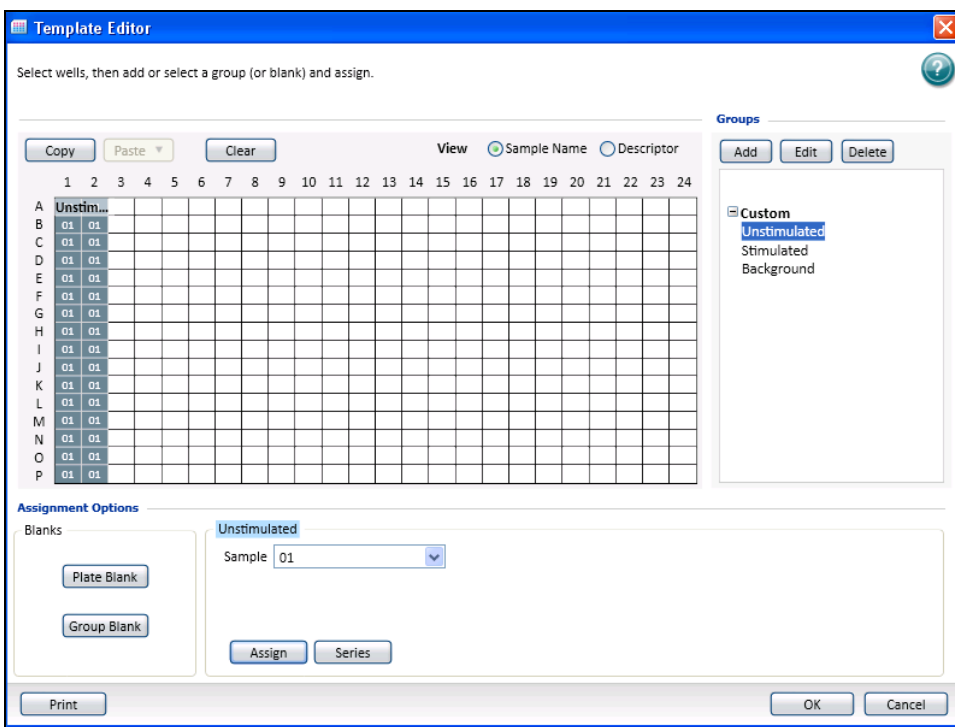 Template Editor
Select wells, then add or select a group (or blank) and assign.
Groups
Copy Paste Clear View Sample Name Descriptor
Add Edit Delete
1 2 3 4 5 6 7 8 9 10 11 12 13 14 15 16 17 18 19 20 21 22 23 24
A Unstim...
B 01 01
C 01 01
D 01 01
E 01 01
F 01 01
G 01 01
H 01 01
I 01 01
J 01 01
K 01 01
L 01 01
M 01 01
N 01 01
O 01 01
P 01 01
Custom
Unstimulated
Stimulated
Background
Assignment Options
Blanks
Plate Blank
Group Blank
Unstimulated
Sample 01
Assign Series
Print OK Cancel